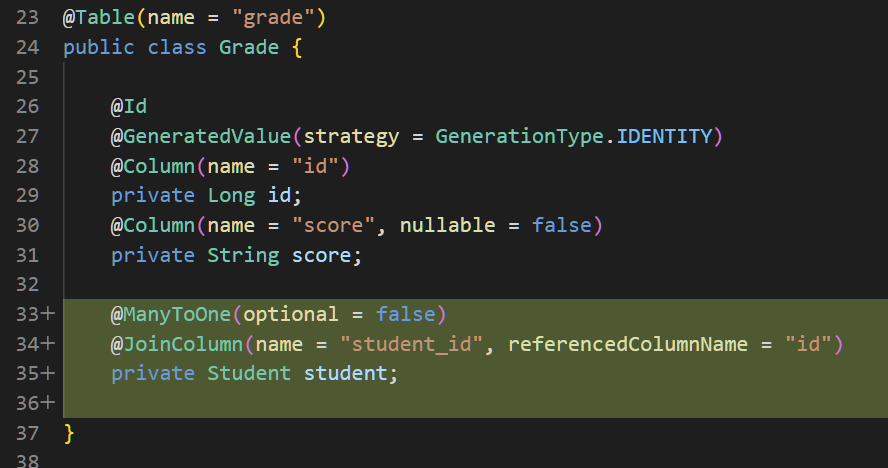 23 @Table(name = "grade")
24 public class Grade {
25
26     @Id
27     @GeneratedValue(strategy = GenerationType.IDENTITY)
28     @Column(name = "id")
29     private Long id;
30     @Column(name = "score", nullable = false)
31     private String score;
32
33+    @ManyToOne(optional = false)
34+    @JoinColumn(name = "student_id", referencedColumnName = "id")
35+    private Student student;
36+
37 }
38